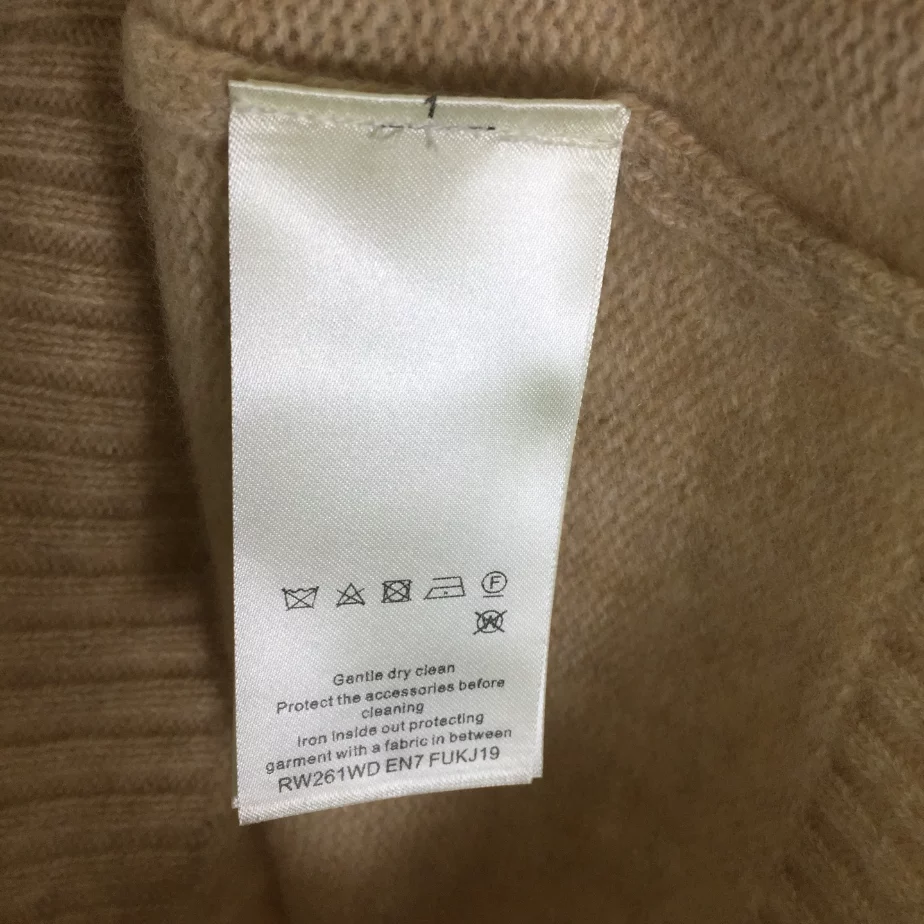 1
F
W
Gentle dry clean
Protect the accessories before
cleaning
Iron inside out protecting
garment with a fabric in between
RW261WD EN7 FUKJ19